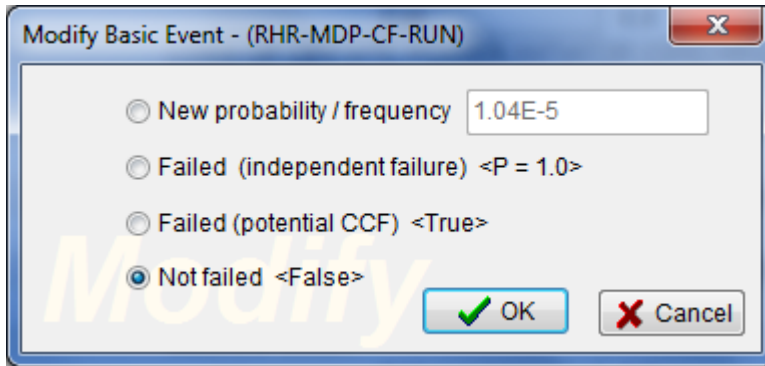 Modify Basic Event - (RHR-MDP-CF-RUN)
New probability / frequency 1.04E-5
Failed (independent failure) <P = 1.0>
Failed (potential CCF) <True>
Not failed <False>
Modify
OK Cancel